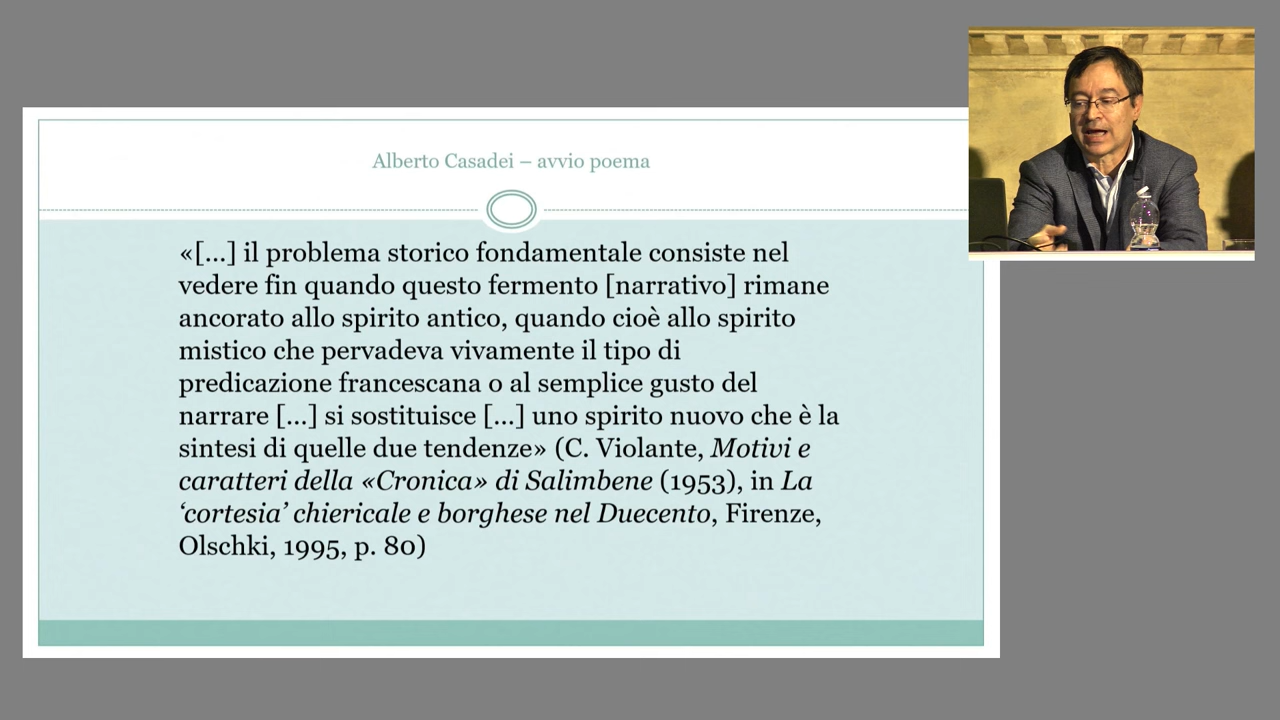 Alberto Casadei – avvio poema
«[…] il problema storico fondamentale consiste nel
vedere fin quando questo fermento [narrativo] rimane
ancorato allo spirito antico, quando cioè allo spirito
mistico che pervadeva vivamente il tipo di
predicazione francescana o al semplice gusto del
narrare […] si sostituisce […] uno spirito nuovo che è la
sintesi di quelle due tendenze» (C. Violante, Motivi e
caratteri della «Cronica» di Salimbene (1953), in La
‘cortesia’ chiericale e borghese nel Duecento, Firenze,
Olschki, 1995, p. 80)